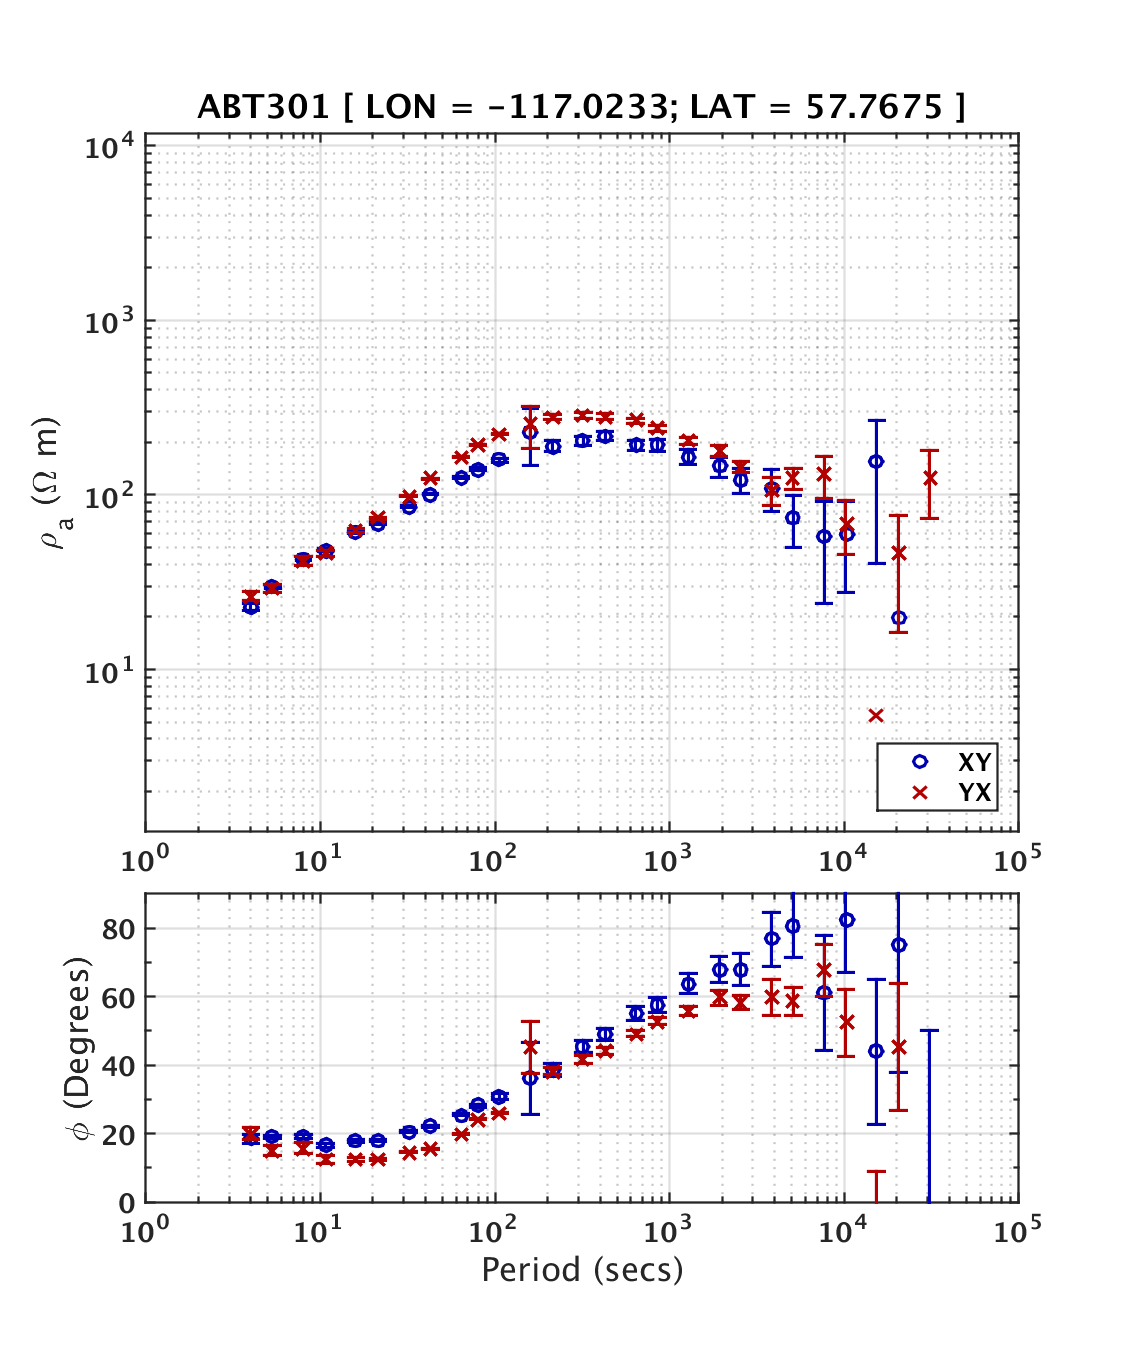 ABT301 [ LON = -117.0233; LAT = 57.7675 ]
10^4
10^3
10^2
10^1
ρ_a (Ω m)
XY
YX
10^0 10^1 10^2 10^3 10^4 10^5
80
60
40
20
0
φ (Degrees)
10^0 10^1 10^2 10^3 10^4 10^5
Period (secs)